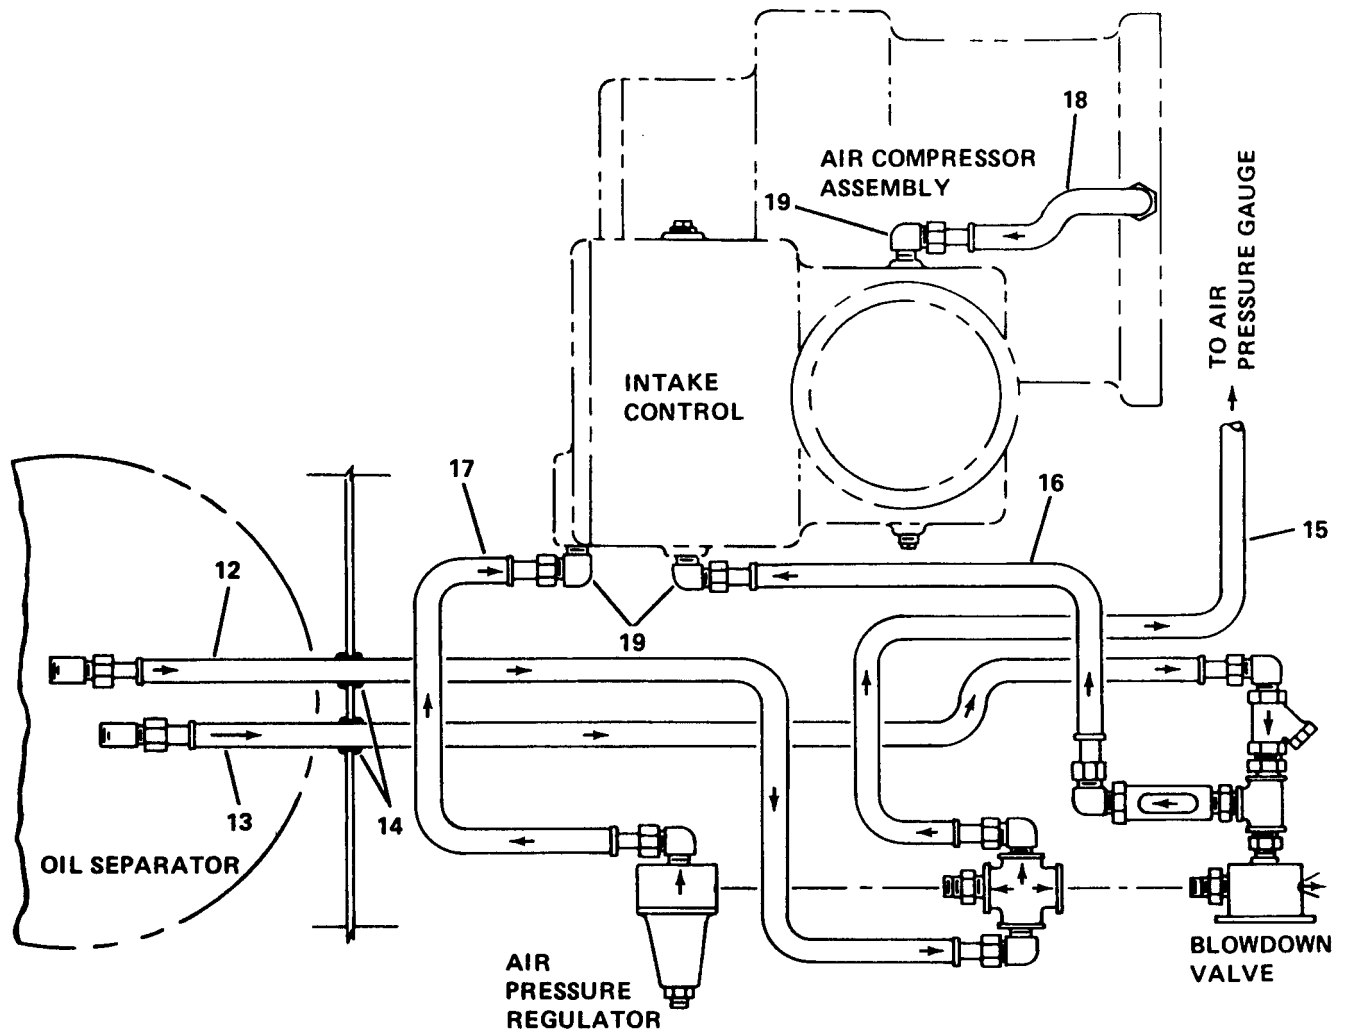 18
AIR COMPRESSOR
ASSEMBLY
19
TO AIR
PRESSURE GAUGE
INTAKE
CONTROL
17
16
15
12
19
13
14
OIL SEPARATOR
AIR
PRESSURE
REGULATOR
BLOWDOWN
VALVE